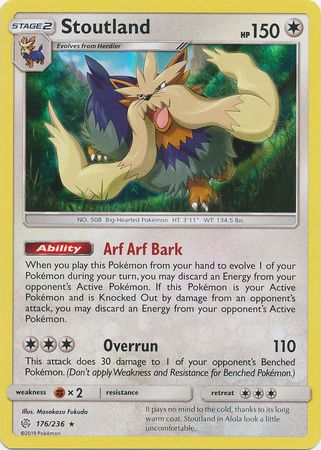 STAGE2 Stoutland HP 150
Evolves from Herdier
NO. 508 Big-Hearted Pokémon HT: 3'11" WT: 134.5 lbs.
Ability Arf Arf Bark
When you play this Pokémon from your hand to evolve 1 of your
Pokémon during your turn, you may discard an Energy from your
opponent's Active Pokémon. If this Pokémon is your Active
Pokémon and is Knocked Out by damage from an opponent's
attack, you may discard an Energy from your opponent's Active
Pokémon.
Overrun 110
This attack does 30 damage to 1 of your opponent's Benched
Pokémon. (Don't apply Weakness and Resistance for Benched Pokémon.)
weakness × 2 resistance retreat
Illus. Masakazu Fukuda
176/236 ★
©2019 Pokémon
It pays no mind to the cold, thanks to its long
warm coat. Stoutland in Alola look a little
uncomfortable...